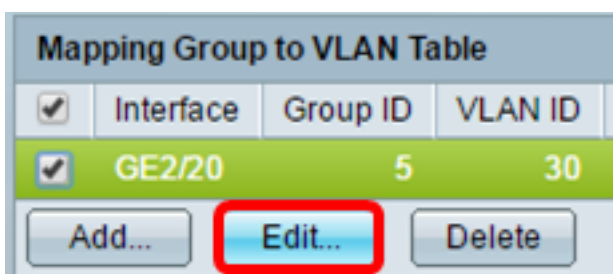 Mapping Group to VLAN Table
Interface Group ID VLAN ID
GE2/20 5 30
Add... Edit... Delete